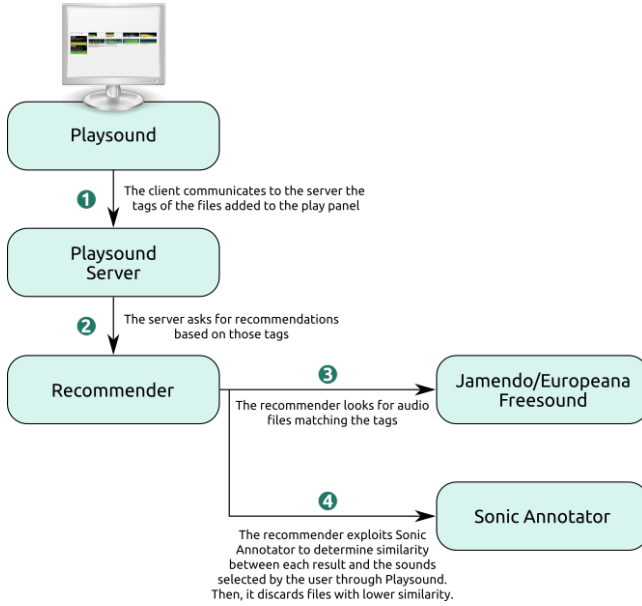 Playsound
1
The client communicates to the server the
tags of the files added to the play panel
Playsound
Server
2
The server asks for recommendations
based on those tags
Recommender
3
The recommender looks for audio
files matching the tags
Jamendo/Europeana
Freesound
4
The recommender exploits Sonic
Annotator to determine similarity
between each result and the sounds
selected by the user through Playsound.
Then, it discards files with lower similarity.
Sonic Annotator